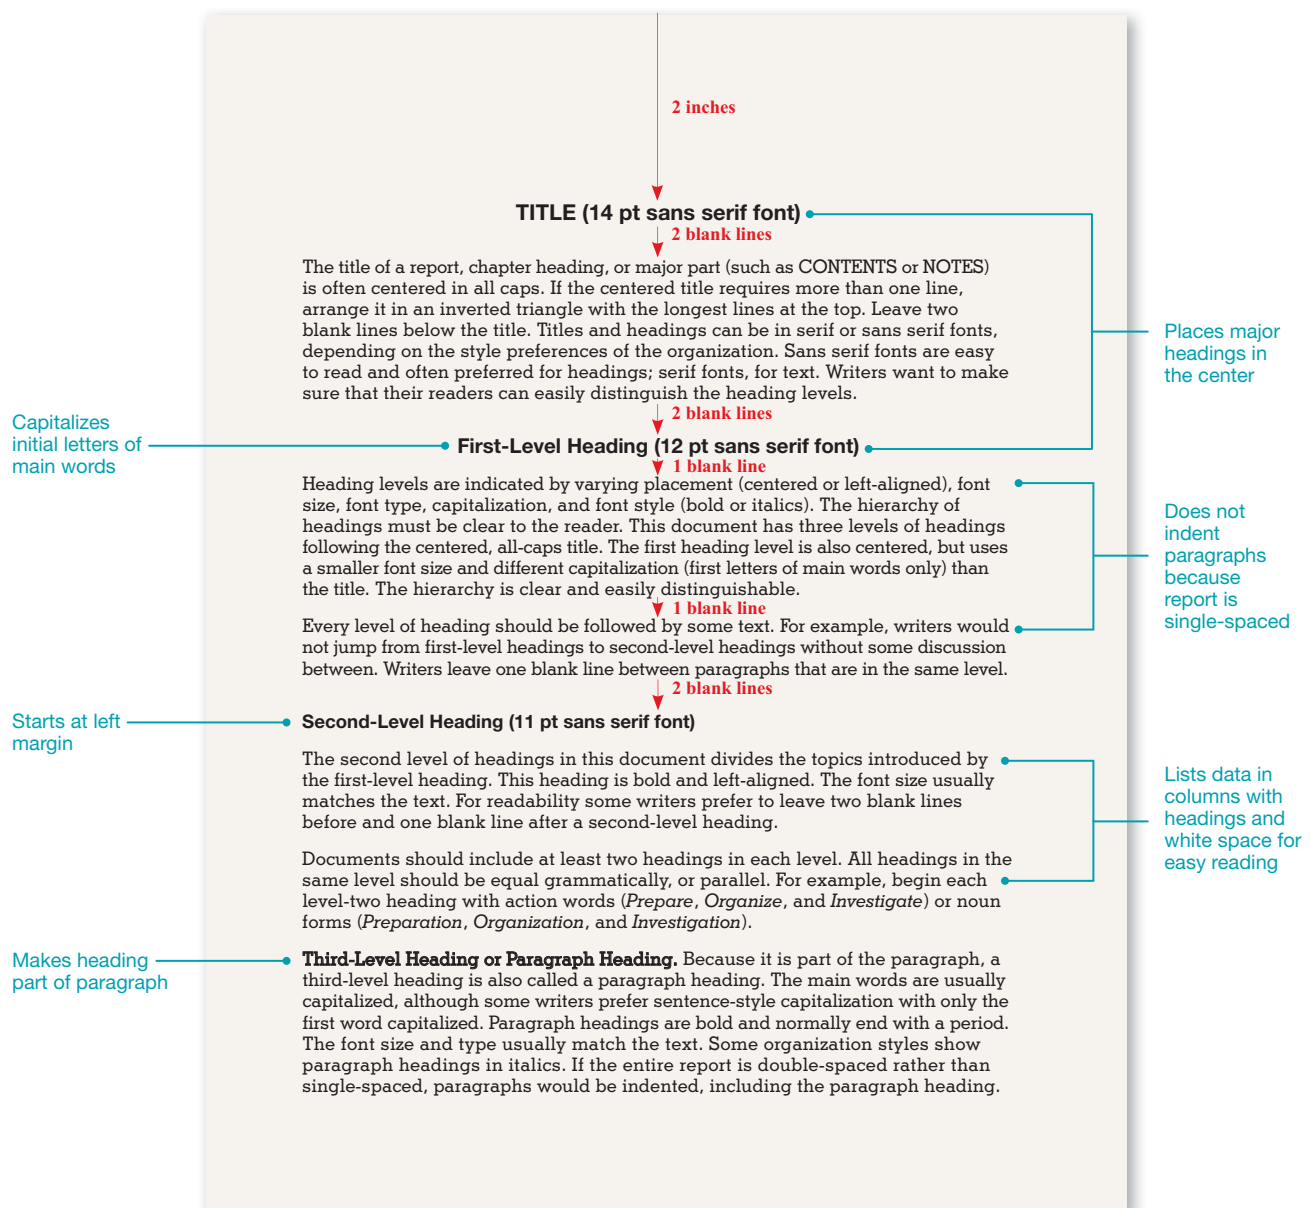 2 inches
TITLE (14 pt sans serif font)
2 blank lines
The title of a report, chapter heading, or major part (such as CONTENTS or NOTES)
is often centered in all caps. If the centered title requires more than one line,
arrange it in an inverted triangle with the longest lines at the top. Leave two
blank lines below the title. Titles and headings can be in serif or sans serif fonts,
depending on the style preferences of the organization. Sans serif fonts are easy
to read and often preferred for headings; serif fonts, for text. Writers want to make
sure that their readers can easily distinguish the heading levels.
Places major
headings in
the center
2 blank lines
Capitalizes
initial letters of
main words
First-Level Heading (12 pt sans serif font)
1 blank line
Heading levels are indicated by varying placement (centered or left-aligned), font
size, font type, capitalization, and font style (bold or italics). The hierarchy of
headings must be clear to the reader. This document has three levels of headings
following the centered, all-caps title. The first heading level is also centered, but uses
a smaller font size and different capitalization (first letters of main words only) than
the title. The hierarchy is clear and easily distinguishable.
Does not
indent
paragraphs
because
report is
single-spaced
1 blank line
Every level of heading should be followed by some text. For example, writers would
not jump from first-level headings to second-level headings without some discussion
between. Writers leave one blank line between paragraphs that are in the same level.
2 blank lines
Starts at left
margin
Second-Level Heading (11 pt sans serif font)
The second level of headings in this document divides the topics introduced by
the first-level heading. This heading is bold and left-aligned. The font size usually
matches the text. For readability some writers prefer to leave two blank lines
before and one blank line after a second-level heading.
Lists data in
columns with
headings and
white space for
easy reading
Documents should include at least two headings in each level. All headings in the
same level should be equal grammatically, or parallel. For example, begin each
level-two heading with action words (Prepare, Organize, and Investigate) or noun
forms (Preparation, Organization, and Investigation).
Makes heading
part of paragraph
Third-Level Heading or Paragraph Heading. Because it is part of the paragraph, a
third-level heading is also called a paragraph heading. The main words are usually
capitalized, although some writers prefer sentence-style capitalization with only the
first word capitalized. Paragraph headings are bold and normally end with a period.
The font size and type usually match the text. Some organization styles show
paragraph headings in italics. If the entire report is double-spaced rather than
single-spaced, paragraphs would be indented, including the paragraph heading.